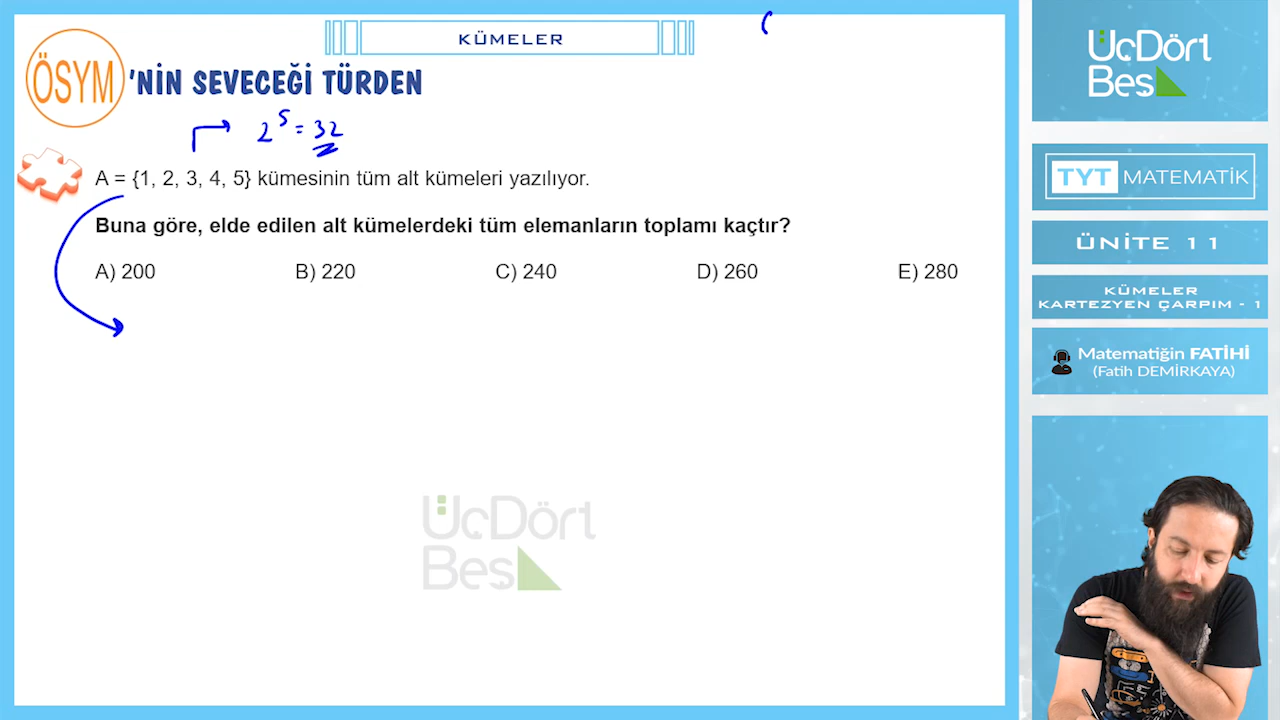 KÜMELER
ÖSYM'NİN SEVECEĞİ TÜRDEN
2⁵ = 32
A = {1, 2, 3, 4, 5} kümesinin tüm alt kümeleri yazılıyor.
Buna göre, elde edilen alt kümelerdeki tüm elemanların toplamı kaçtır?
A) 200 B) 220 C) 240 D) 260 E) 280
ÜçDört
Beş
ÜçDört
Beş
TYT MATEMATİK
ÜNİTE 11
KÜMELER
KARTEZYEN ÇARPIM - 1
Matematiğin FATİHİ
(Fatih DEMİRKAYA)